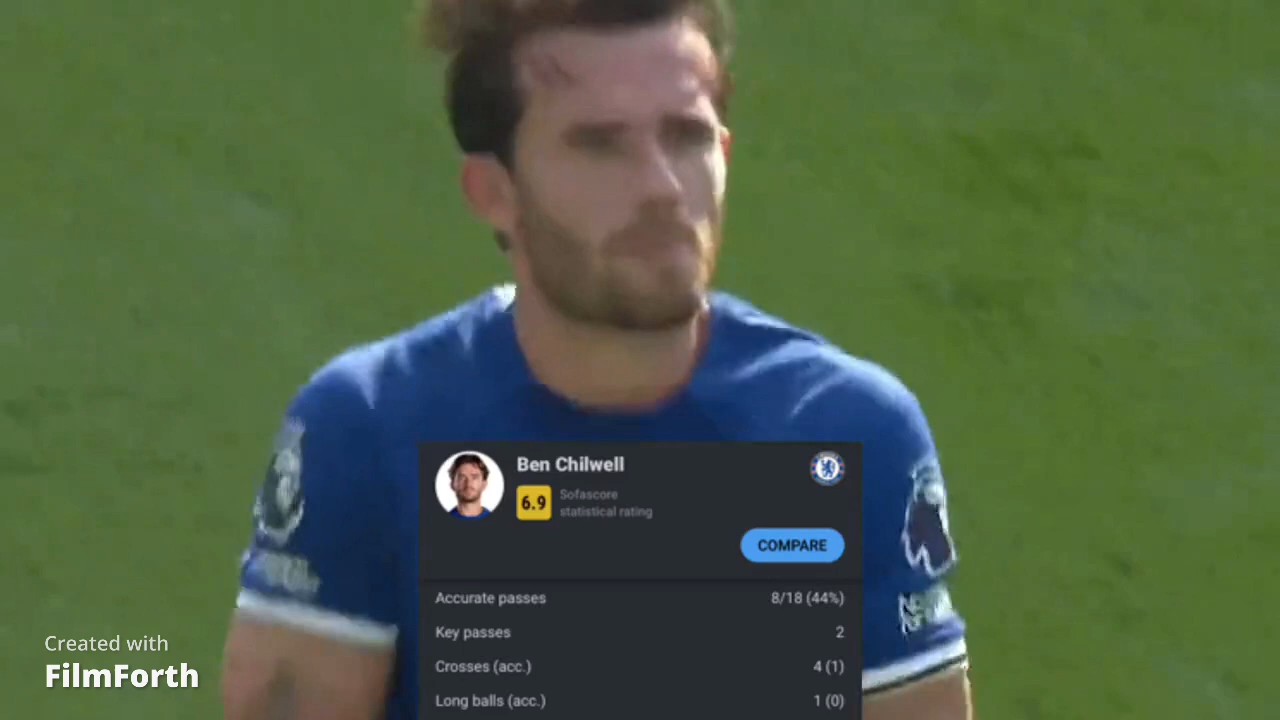 Ben Chilwell
6.9
Sofascore
statistical rating
COMPARE
Accurate passes 8/18 (44%)
Key passes 2
Crosses (acc.) 4 (1)
Long balls (acc.) 1 (0)
Created with
FilmForth